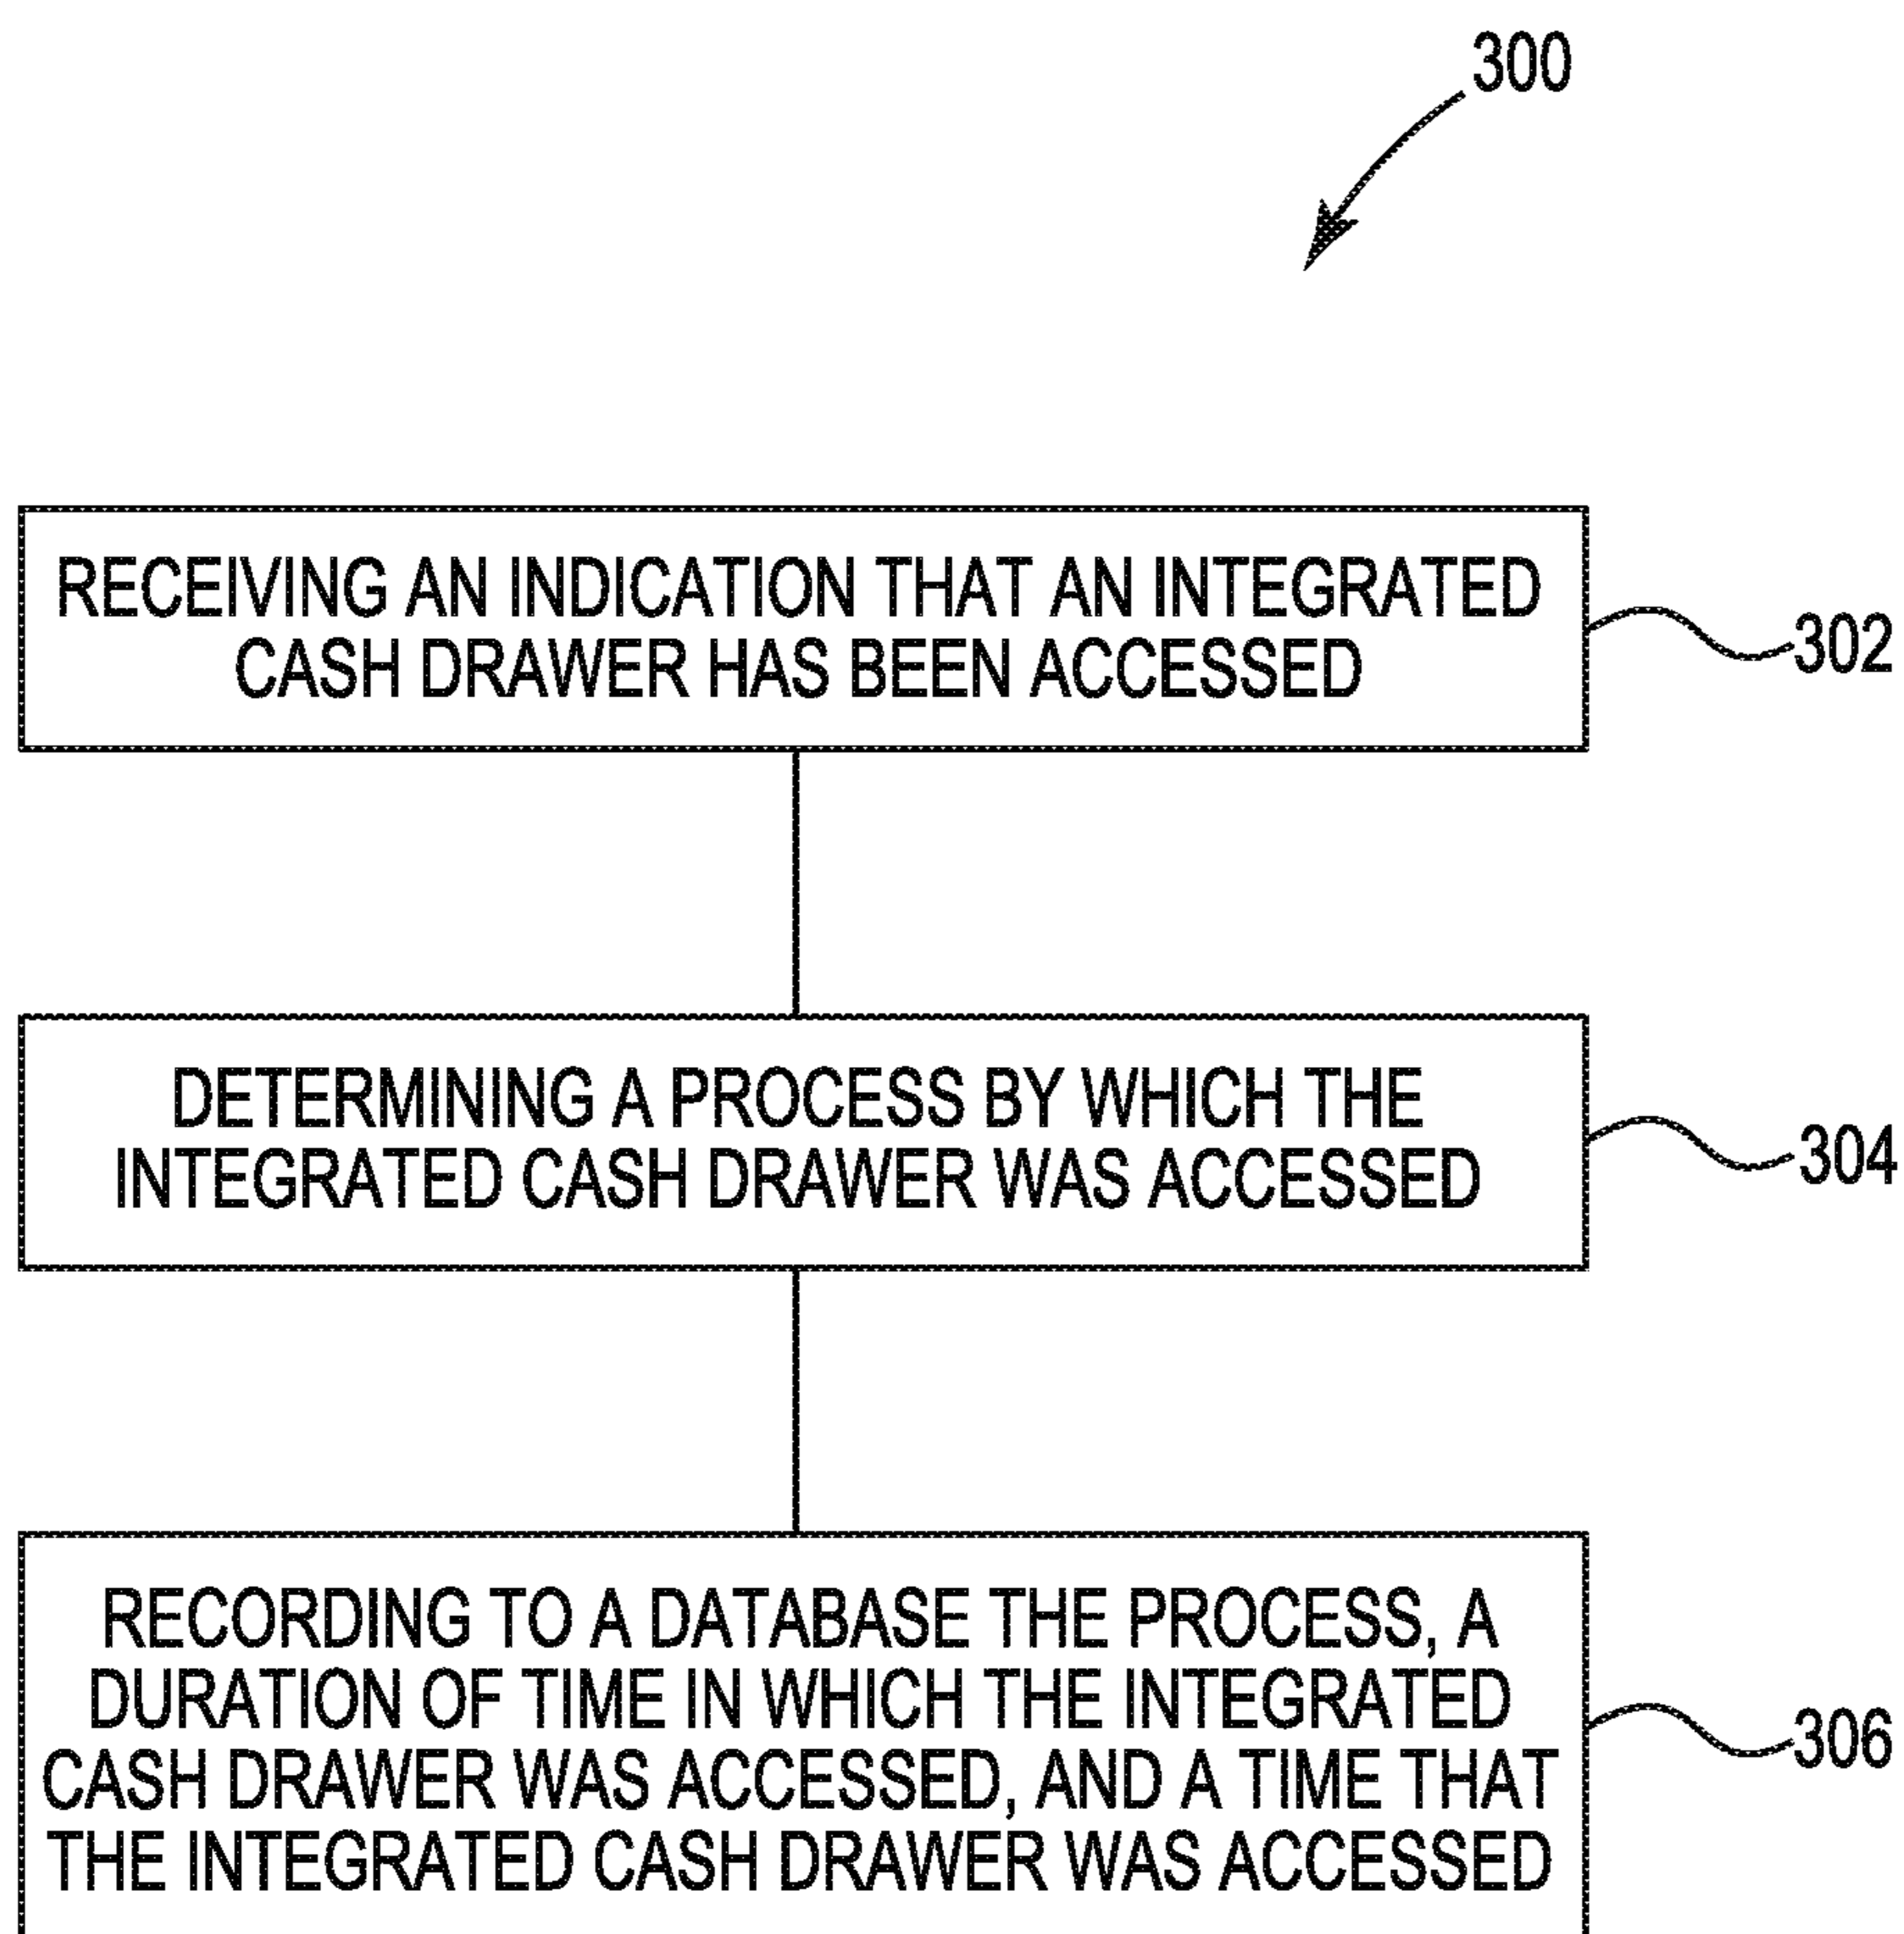 300
RECEIVING AN INDICATION THAT AN INTEGRATED
CASH DRAWER HAS BEEN ACCESSED
302
DETERMINING A PROCESS BY WHICH THE
INTEGRATED CASH DRAWER WAS ACCESSED
304
RECORDING TO A DATABASE THE PROCESS, A
DURATION OF TIME IN WHICH THE INTEGRATED
CASH DRAWER WAS ACCESSED, AND A TIME THAT
THE INTEGRATED CASH DRAWER WAS ACCESSED
306